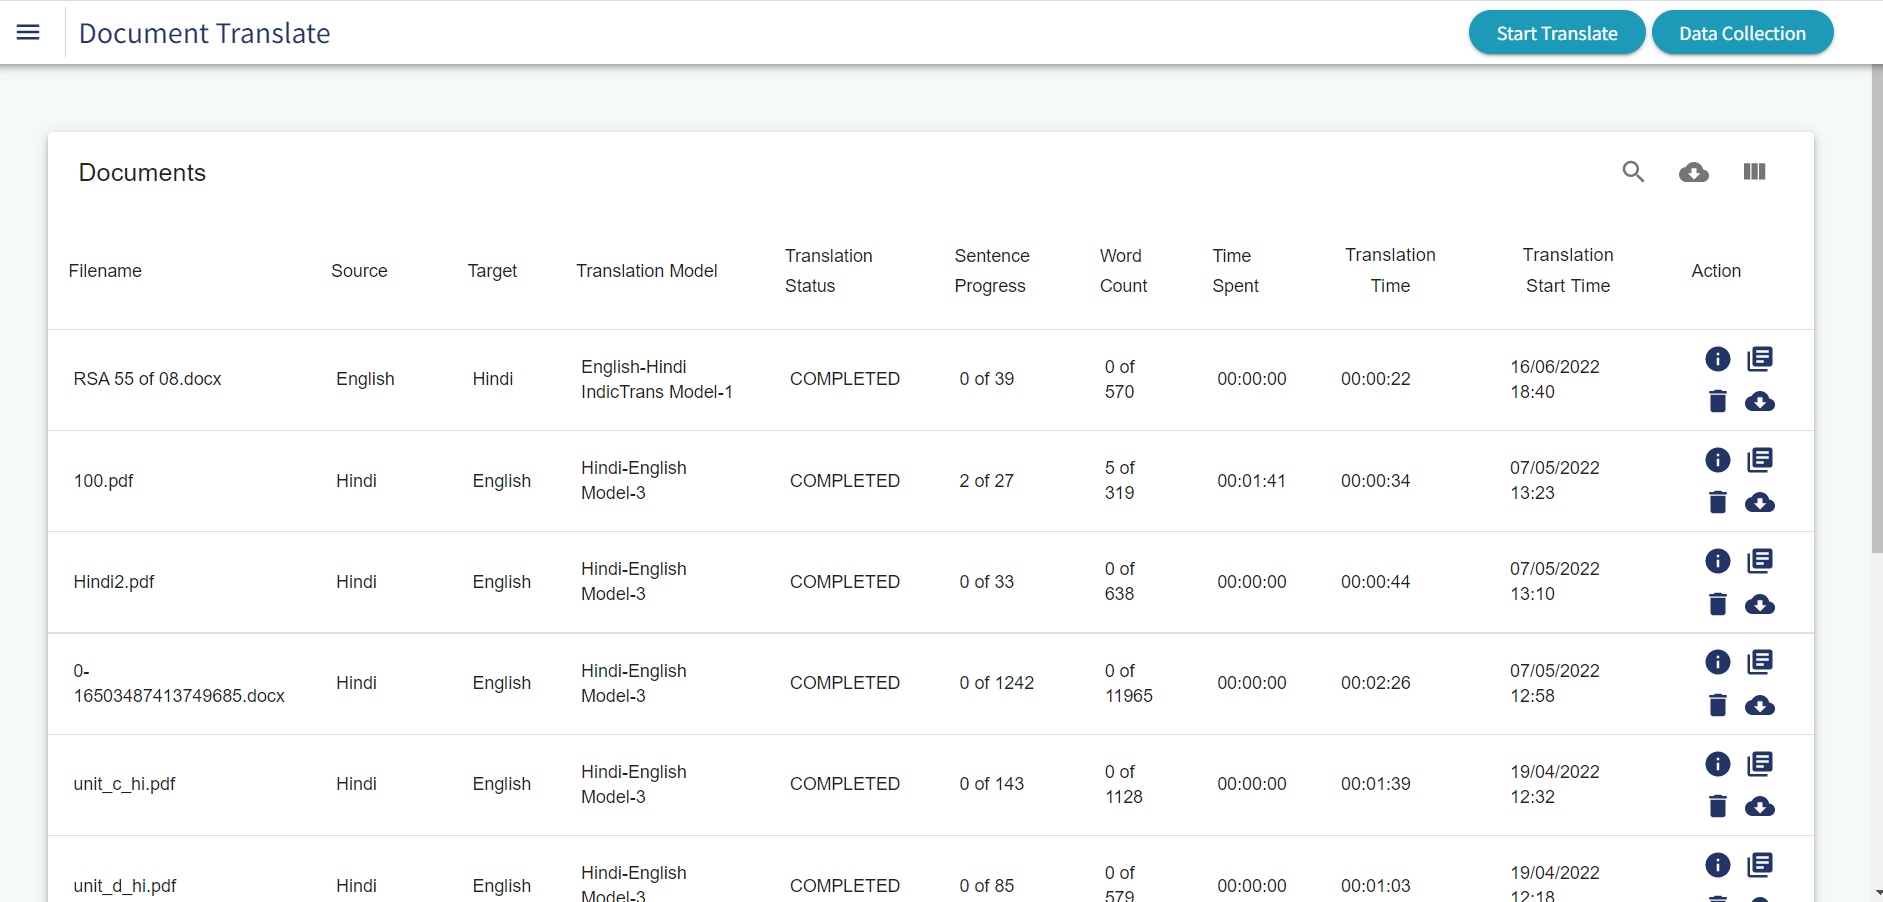 Document Translate
Start Translate
Data Collection
Documents
Filename
Source
Target
Translation Model
Translation
Status
Sentence
Progress
Word
Count
Time
Spent
Translation
Time
Translation
Start Time
Action
RSA 55 of 08.docx
English
Hindi
English-Hindi
IndicTrans Model-1
COMPLETED
0 of 39
0 of
570
00:00:00
00:00:22
16/06/2022
18:40
100.pdf
Hindi
English
Hindi-English
Model-3
COMPLETED
2 of 27
5 of
319
00:01:41
00:00:34
07/05/2022
13:23
Hindi2.pdf
Hindi
English
Hindi-English
Model-3
COMPLETED
0 of 33
0 of
638
00:00:00
00:00:44
07/05/2022
13:10
0-
16503487413749685.docx
Hindi
English
Hindi-English
Model-3
COMPLETED
0 of 1242
0 of
11965
00:00:00
00:02:26
07/05/2022
12:58
unit_c_hi.pdf
Hindi
English
Hindi-English
Model-3
COMPLETED
0 of 143
0 of
1128
00:00:00
00:01:39
19/04/2022
12:32
unit_d_hi.pdf
Hindi
English
Hindi-English
Model-3
COMPLETED
0 of 85
0 of
579
00:00:00
00:01:03
19/04/2022
12:18